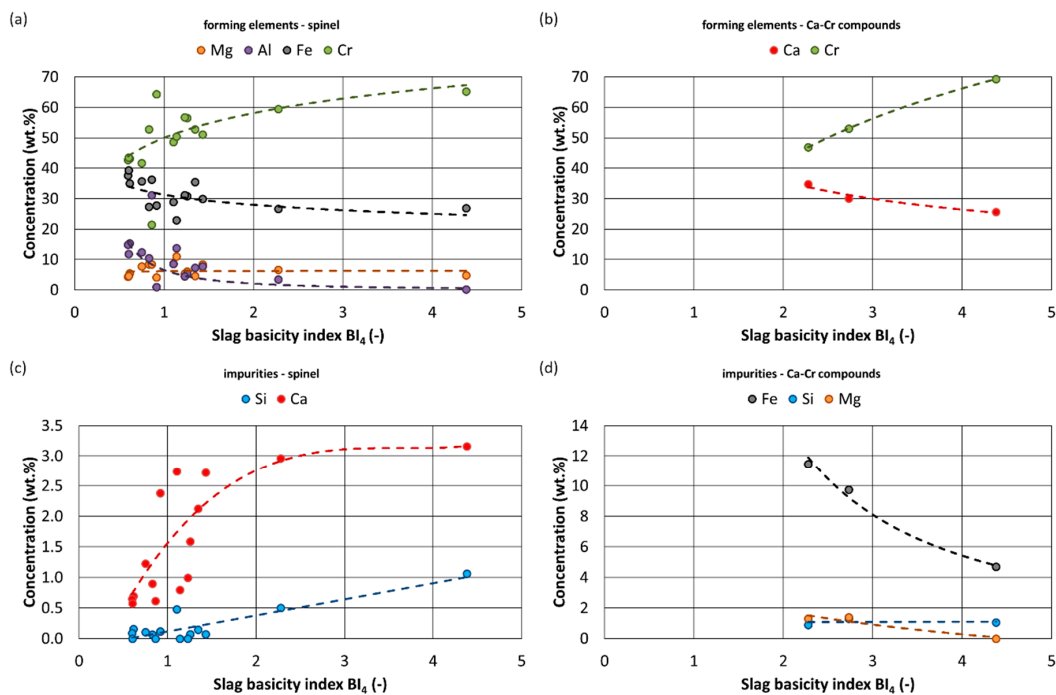 (a)
forming elements - spinel
Mg Al Fe Cr
Concentration (wt.%)
70
60
50
40
30
20
10
0
0 1 2 3 4 5
Slag basicity index BI₄ (-)
(b)
forming elements - Ca-Cr compounds
Ca Cr
Concentration (wt.%)
70
60
50
40
30
20
10
0
0 1 2 3 4 5
Slag basicity index BI₄ (-)
(c)
impurities - spinel
Si Ca
Concentration (wt.%)
3.5
3.0
2.5
2.0
1.5
1.0
0.5
0.0
0 1 2 3 4 5
Slag basicity index BI₄ (-)
(d)
impurities - Ca-Cr compounds
Fe Si Mg
Concentration (wt.%)
14
12
10
8
6
4
2
0
0 1 2 3 4 5
Slag basicity index BI₄ (-)